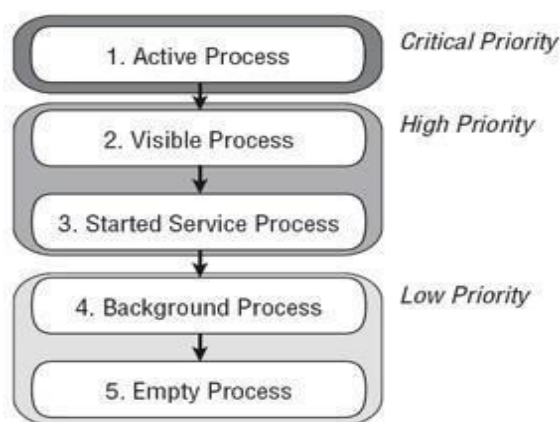 1. Active Process
Critical Priority
2. Visible Process
High Priority
3. Started Service Process
4. Background Process
Low Priority
5. Empty Process